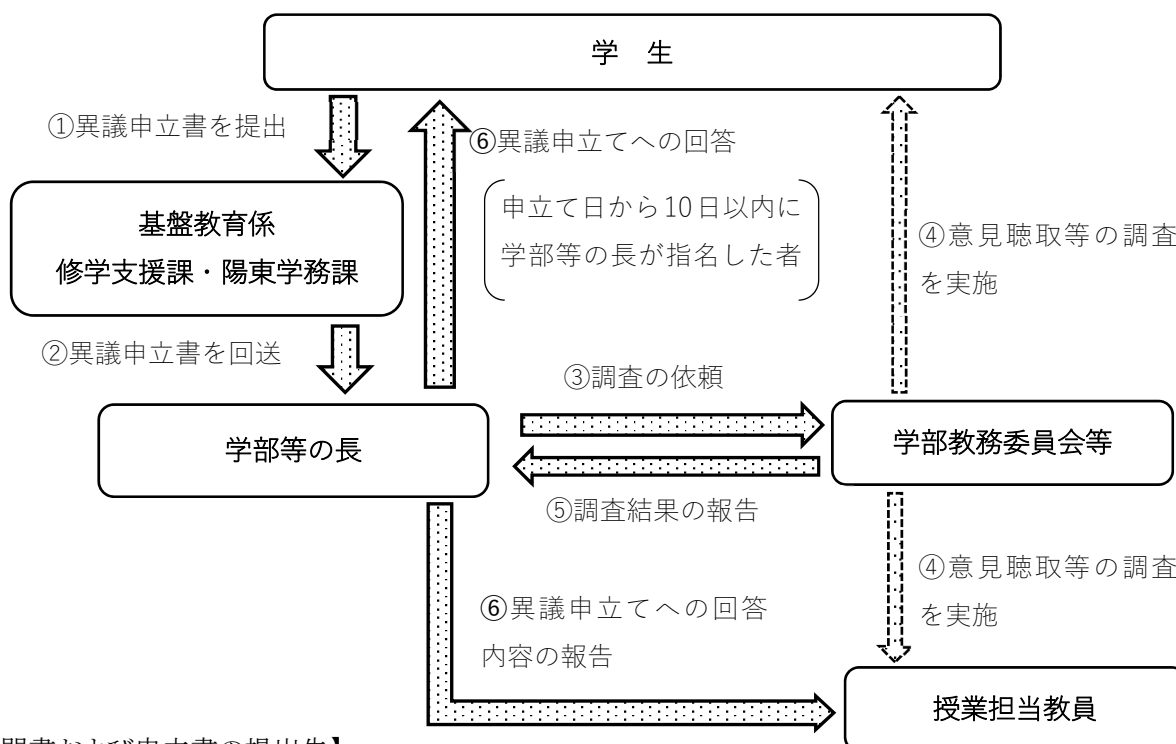 学 生
①異議申立書を提出
⑥異議申立てへの回答
申立て日から10日以内に
学部等の長が指名した者
④意見聴取等の調査
を実施
基盤教育係
修学支援課・陽東学務課
②異議申立書を回送
③調査の依頼
学部等の長
学部教務委員会等
⑤調査結果の報告
④意見聴取等の調査
を実施
⑥異議申立てへの回答
内容の報告
授業担当教員